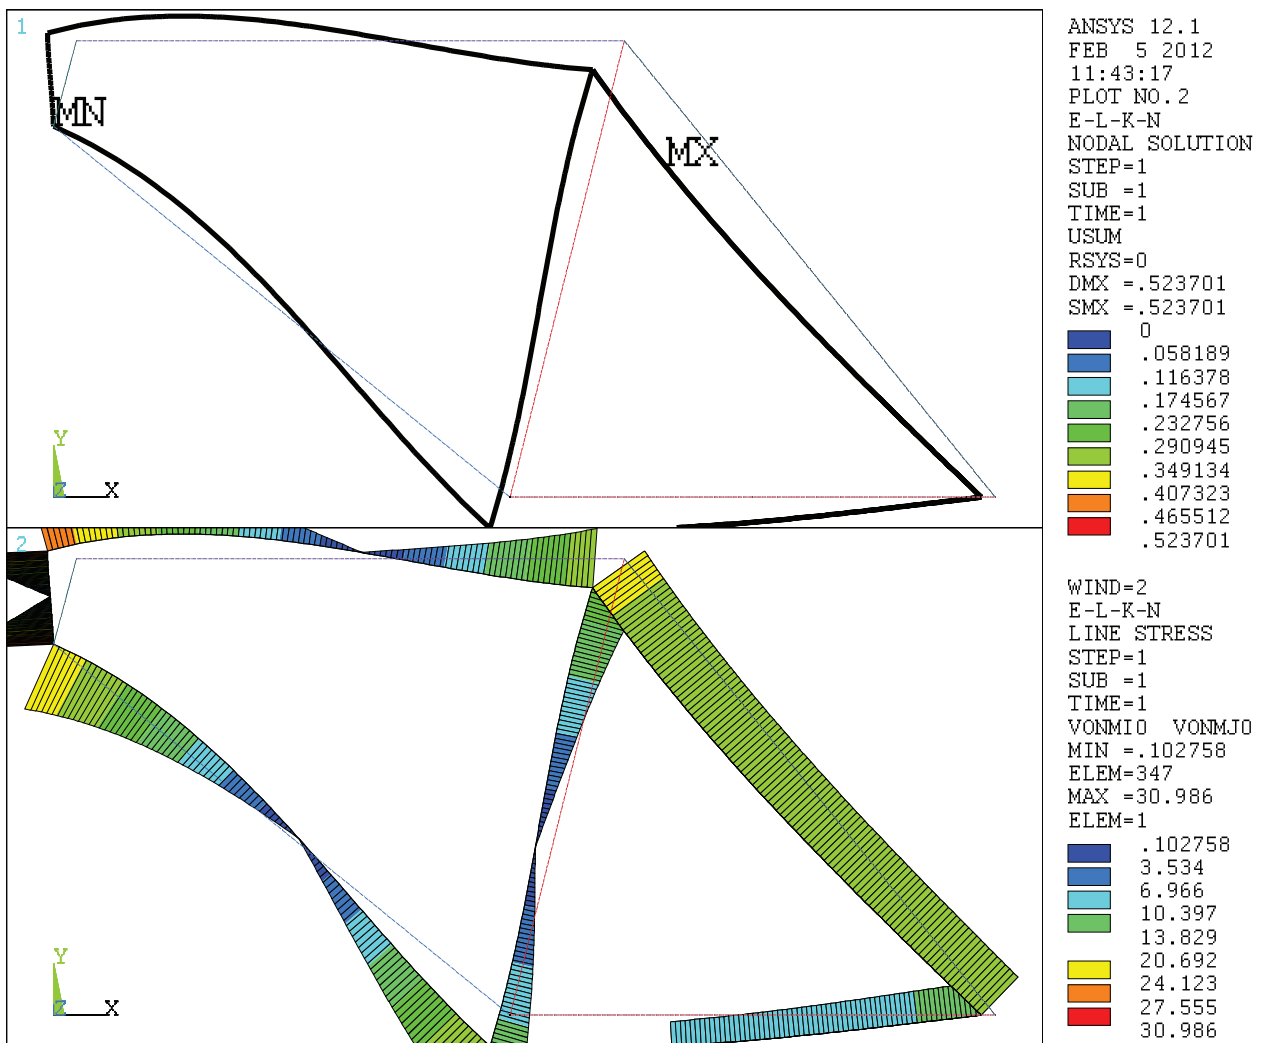 1
MN
MX
Y
Z X
2
Y
Z X
ANSYS 12.1
FEB 5 2012
11:43:17
PLOT NO.2
E-L-K-N
NODAL SOLUTION
STEP=1
SUB =1
TIME=1
USUM
RSYS=0
DMX =.523701
SMX =.523701
0
.058189
.116378
.174567
.232756
.290945
.349134
.407323
.465512
.523701
WIND=2
E-L-K-N
LINE STRESS
STEP=1
SUB =1
TIME=1
VONMI0 VONMJ0
MIN =.102758
ELEM=347
MAX =30.986
ELEM=1
.102758
3.534
6.966
10.397
13.829
20.692
24.123
27.555
30.986